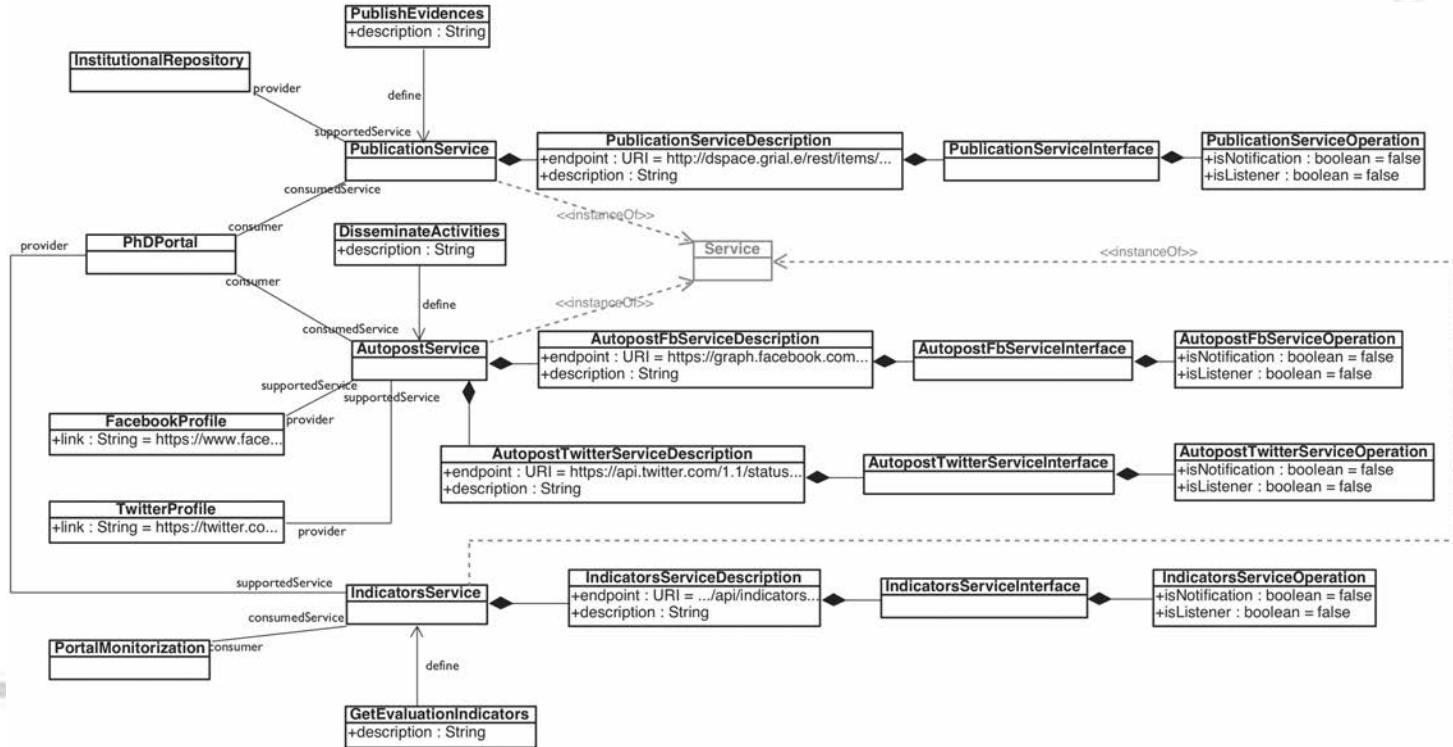 PublishEvidences
+description : String
InstitutionalRepository
provider
define
supportedService
PublicationService
PublicationServiceDescription
+endpoint : URI = http://dspace.grial.e/rest/items/...
+description : String
PublicationServiceInterface
PublicationServiceOperation
+isNotification : boolean = false
+isListener : boolean = false
consumedService
<<instanceOf>>
consumer
provider
PhDPortal
DisseminateActivities
+description : String
Service
<<instanceOf>>
consumer
<<instanceOf>>
define
consumedService
AutopostService
AutopostFbServiceDescription
+endpoint : URI = https://graph.facebook.com...
+description : String
AutopostFbServiceInterface
AutopostFbServiceOperation
+isNotification : boolean = false
+isListener : boolean = false
supportedService
supportedService
FacebookProfile
+link : String = https://www.face...
provider
AutopostTwitterServiceDescription
+endpoint : URI = https://api.twitter.com/1.1/status...
+description : String
AutopostTwitterServiceInterface
AutopostTwitterServiceOperation
+isNotification : boolean = false
+isListener : boolean = false
TwitterProfile
+link : String = https://twitter.co...
provider
supportedService
IndicatorsService
IndicatorsServiceDescription
+endpoint : URI = .../api/indicators...
+description : String
IndicatorsServiceInterface
IndicatorsServiceOperation
+isNotification : boolean = false
+isListener : boolean = false
consumedService
PortalMonitorization
consumer
define
GetEvaluationIndicators
+description : String